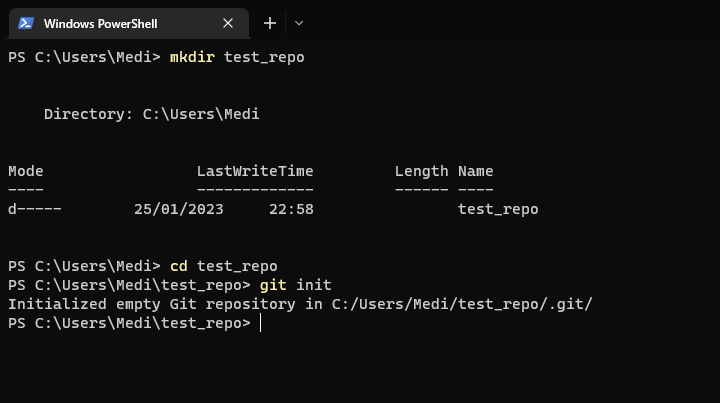 Windows PowerShell
PS C:\Users\Medi> mkdir test_repo
Directory: C:\Users\Medi
Mode                 LastWriteTime         Length Name
----                 -------------         ------ ----
d-----        25/01/2023     22:58                test_repo
PS C:\Users\Medi> cd test_repo
PS C:\Users\Medi\test_repo> git init
Initialized empty Git repository in C:/Users/Medi/test_repo/.git/
PS C:\Users\Medi\test_repo>